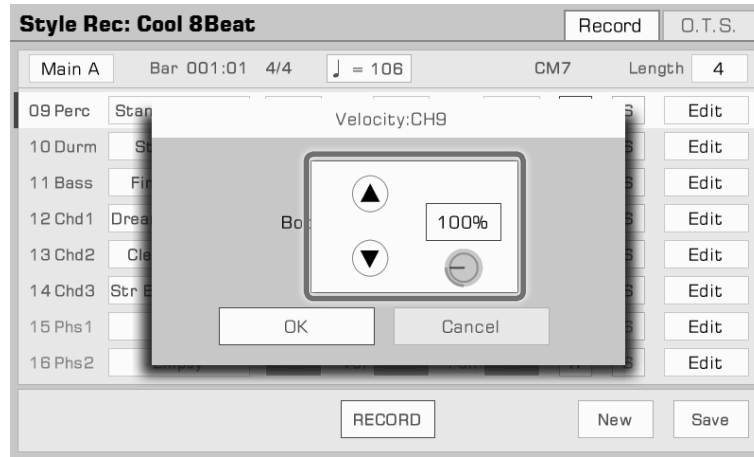 Style Rec: Cool 8Beat Record O.T.S.
Main A Bar 001:01 4/4 ♩ = 106 CM7 Length 4
09 Perc Edit
Velocity:CH9
10 Durm Edit
11 Bass Edit
12 Chd1 100% Edit
13 Chd2 Edit
14 Chd3 Str Edit
15 Phs1 OK Cancel Edit
16 Phs2 Edit
RECORD New Save